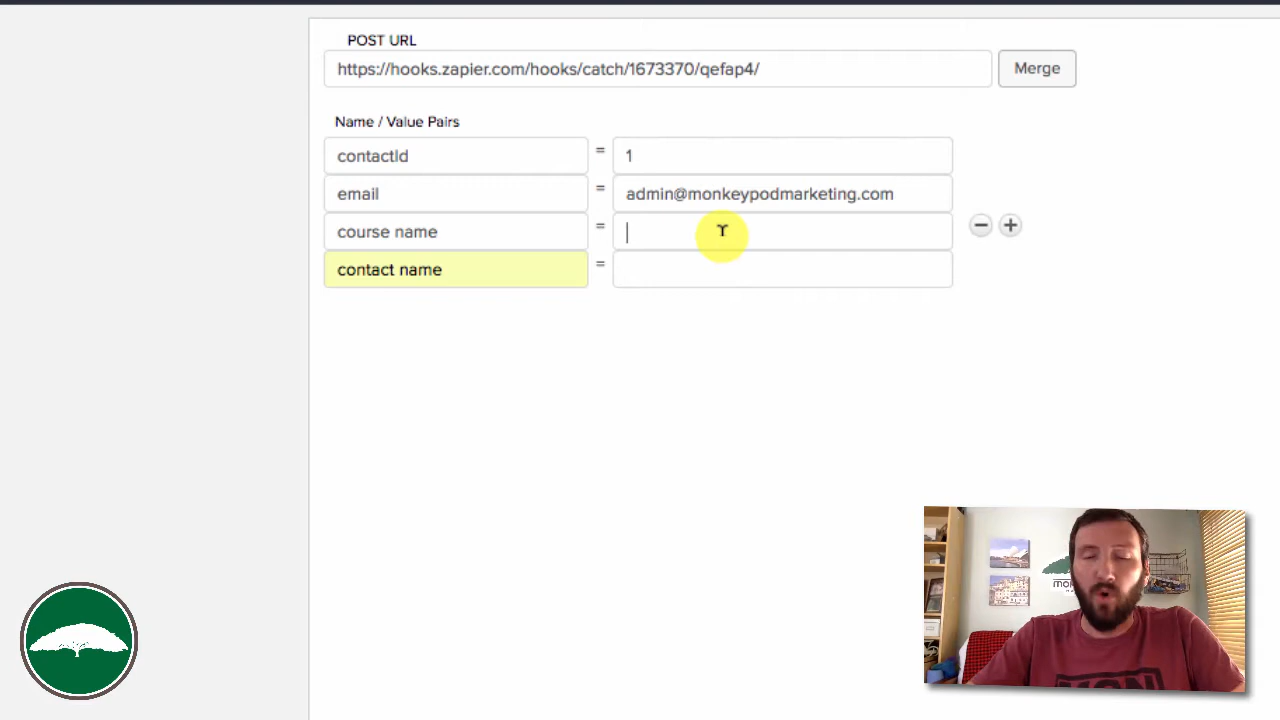 POST URL
https://hooks.zapier.com/hooks/catch/1673370/qefap4/
Merge
Name / Value Pairs
contactId = 1
email = admin@monkeypodmarketing.com
course name =
contact name =